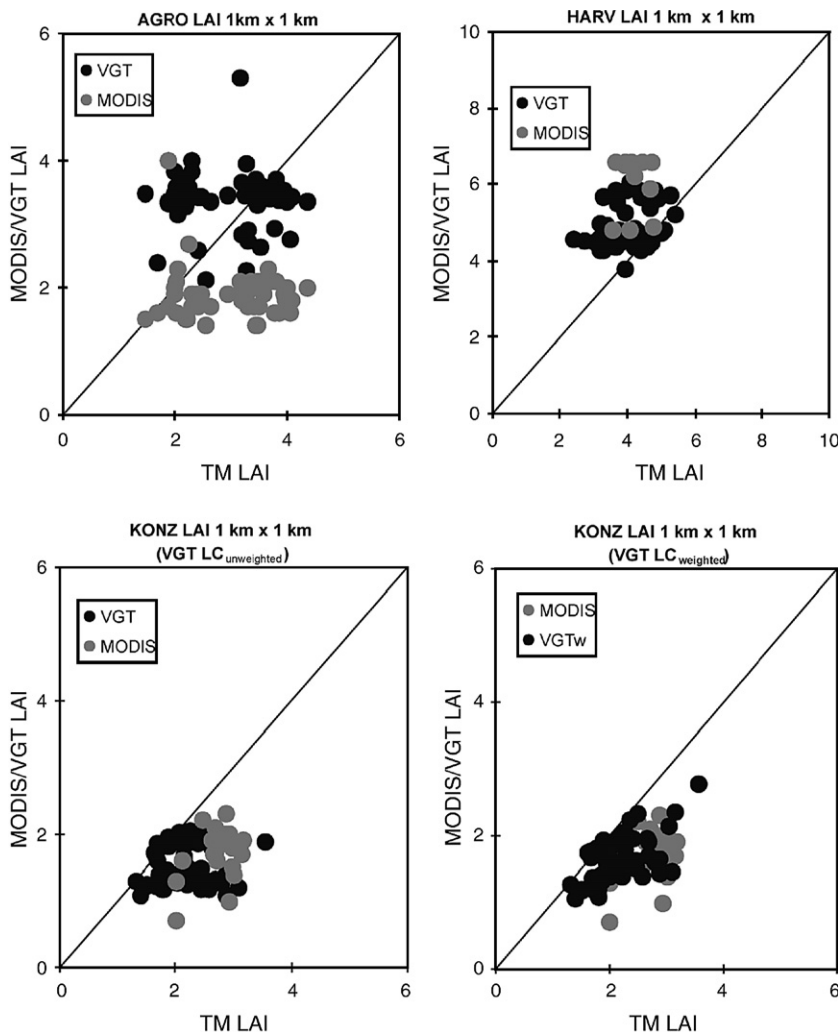 AGRO LAI 1km x 1 km
6
4
2
0
VGT
MODIS
MODIS/VGT LAI
0
2
4
6
TM LAI
HARV LAI 1 km x 1 km
10
8
6
4
2
0
VGT
MODIS
MODIS/VGT LAI
0
2
4
6
8
10
TM LAI
KONZ LAI 1 km x 1 km
(VGT LCunweighted)
6
4
2
0
VGT
MODIS
MODIS/VGT LAI
0
2
4
6
TM LAI
KONZ LAI 1 km x 1 km
(VGT LCweighted)
6
4
2
0
MODIS
VGTw
MODIS/VGT LAI
0
2
4
6
TM LAI